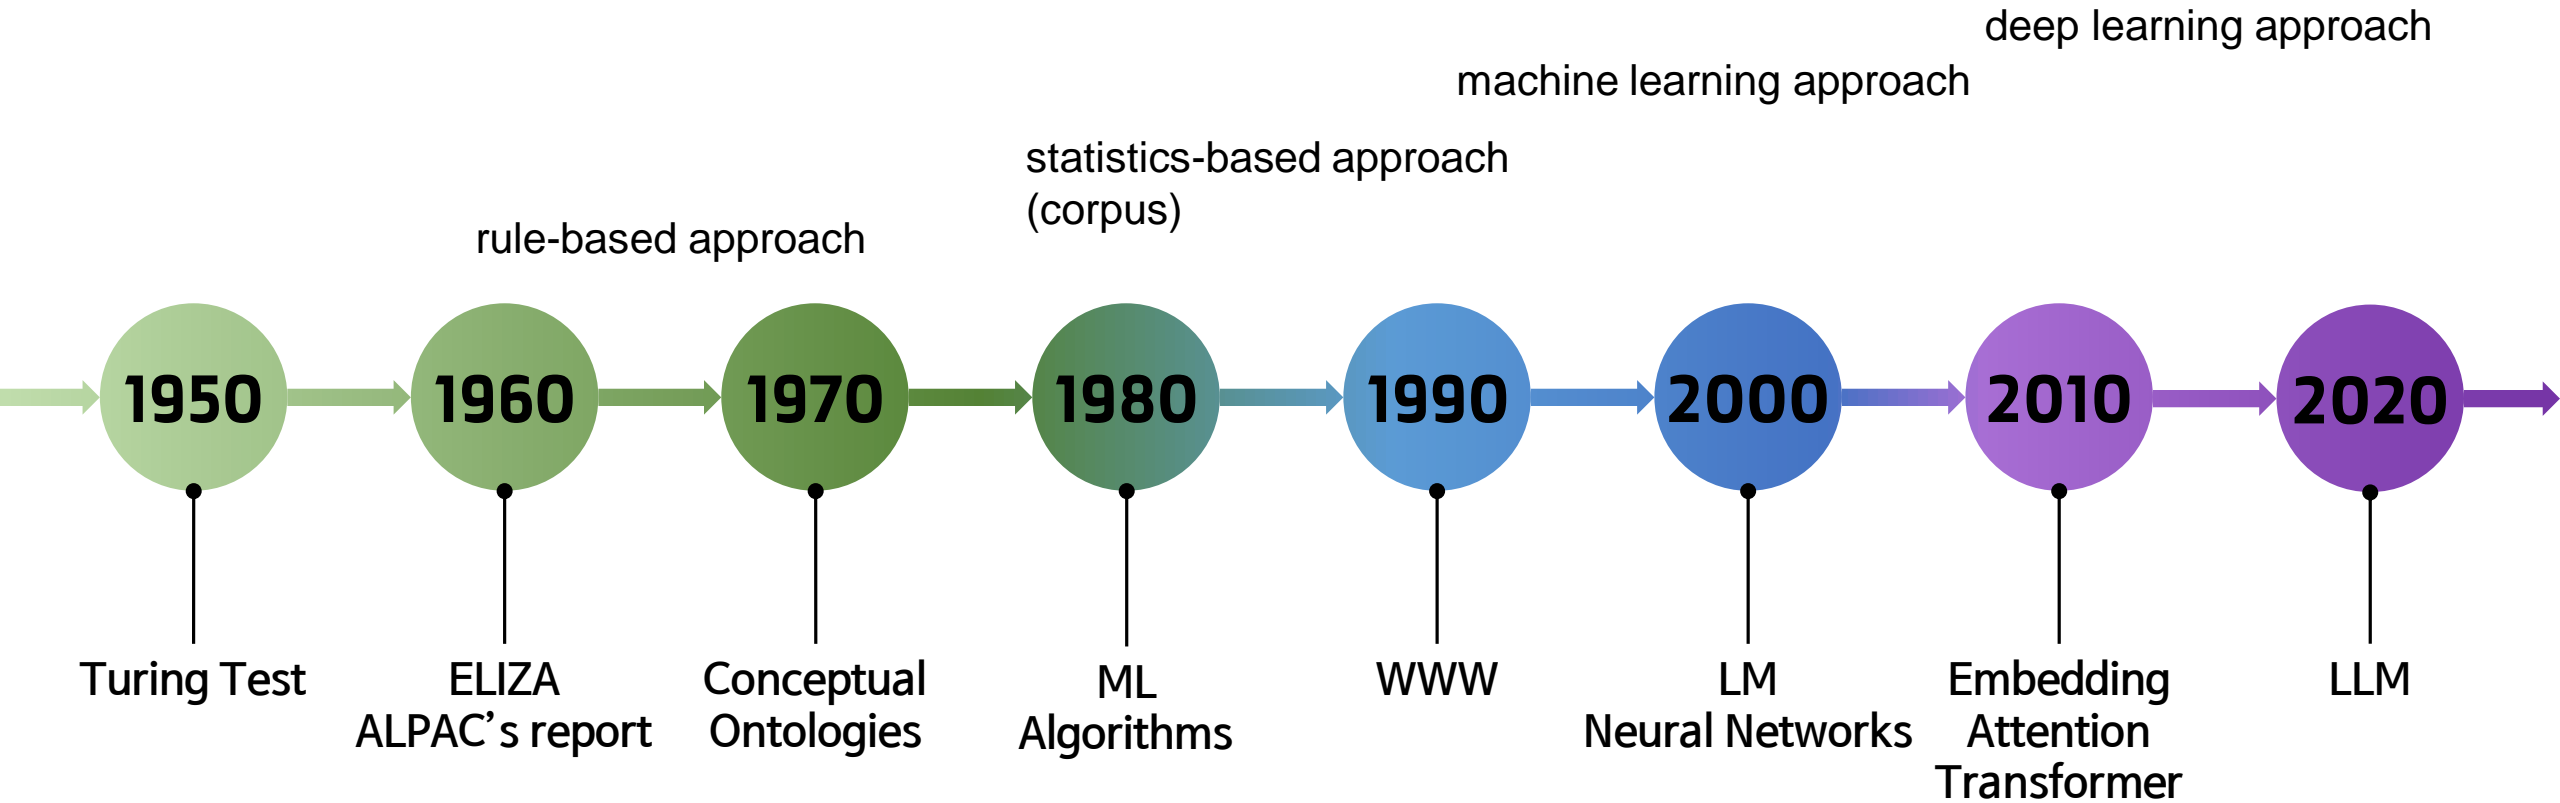 deep learning approach
machine learning approach
statistics-based approach
(corpus)
rule-based approach
1950
1960
1970
1980
1990
2000
2010
2020
Turing Test
ELIZA
ALPAC’s report
Conceptual
Ontologies
ML
Algorithms
WWW
LM
Neural Networks
Embedding
Attention
Transformer
LLM